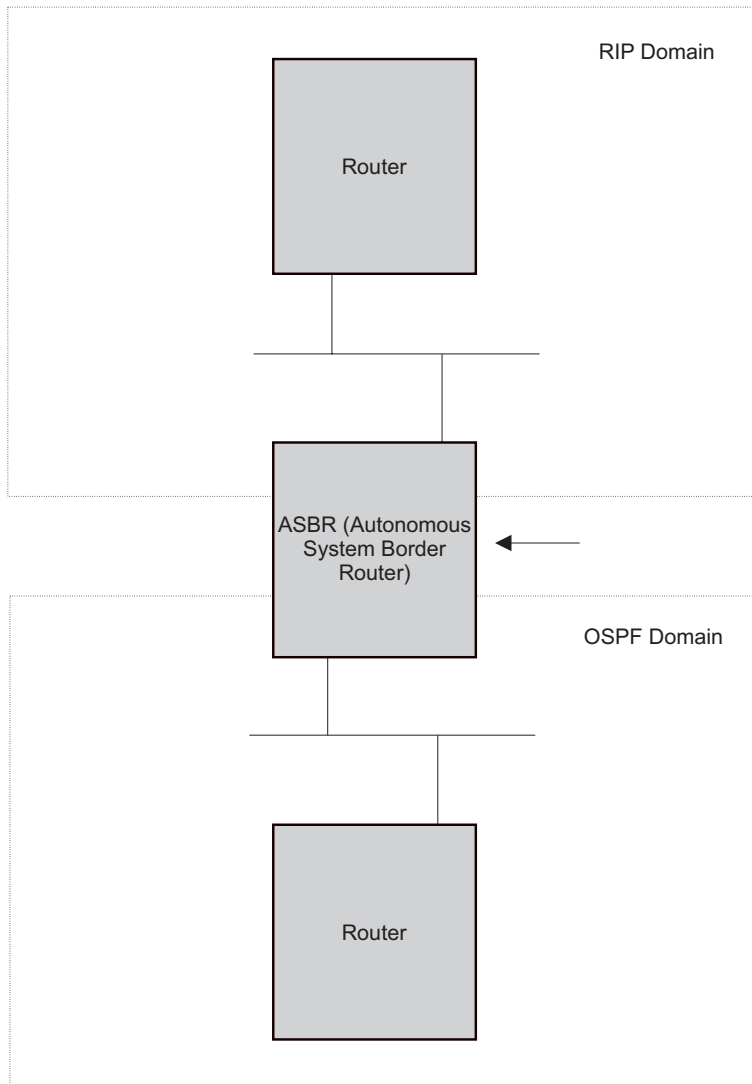 RIP Domain
Router
ASBR (Autonomous
System Border
Router)
OSPF Domain
Router